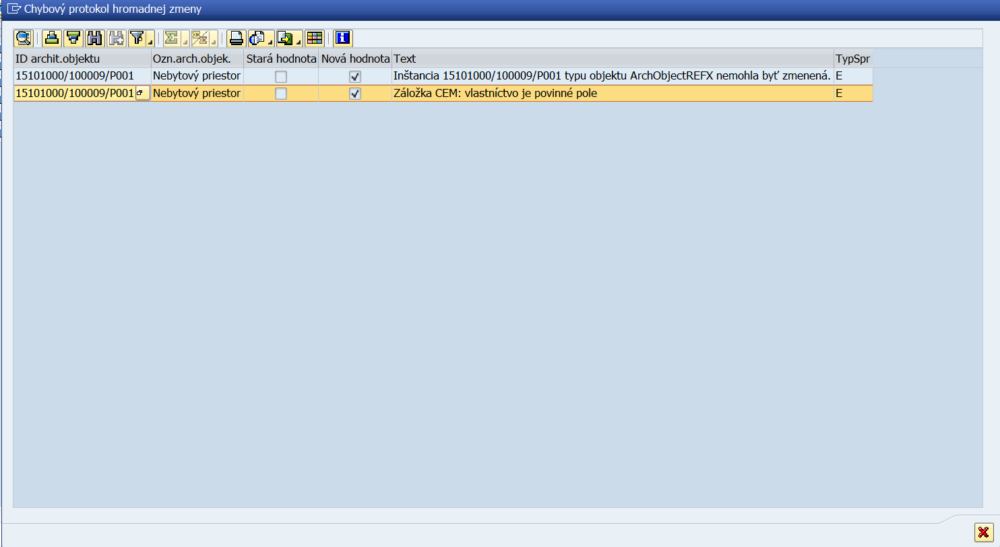 Chybový protokol hromadnej zmeny
ID archit.objektu Ozn.arch.objek. Stará hodnota Nová hodnota Text TypSpr
15101000/100009/P001 Nebytový priestor Inštancia 15101000/100009/P001 typu objektu ArchObjectREFX nemohla byť zmenená. E
15101000/100009/P001 Nebytový priestor Záložka CEM: vlastníctvo je povinné pole E